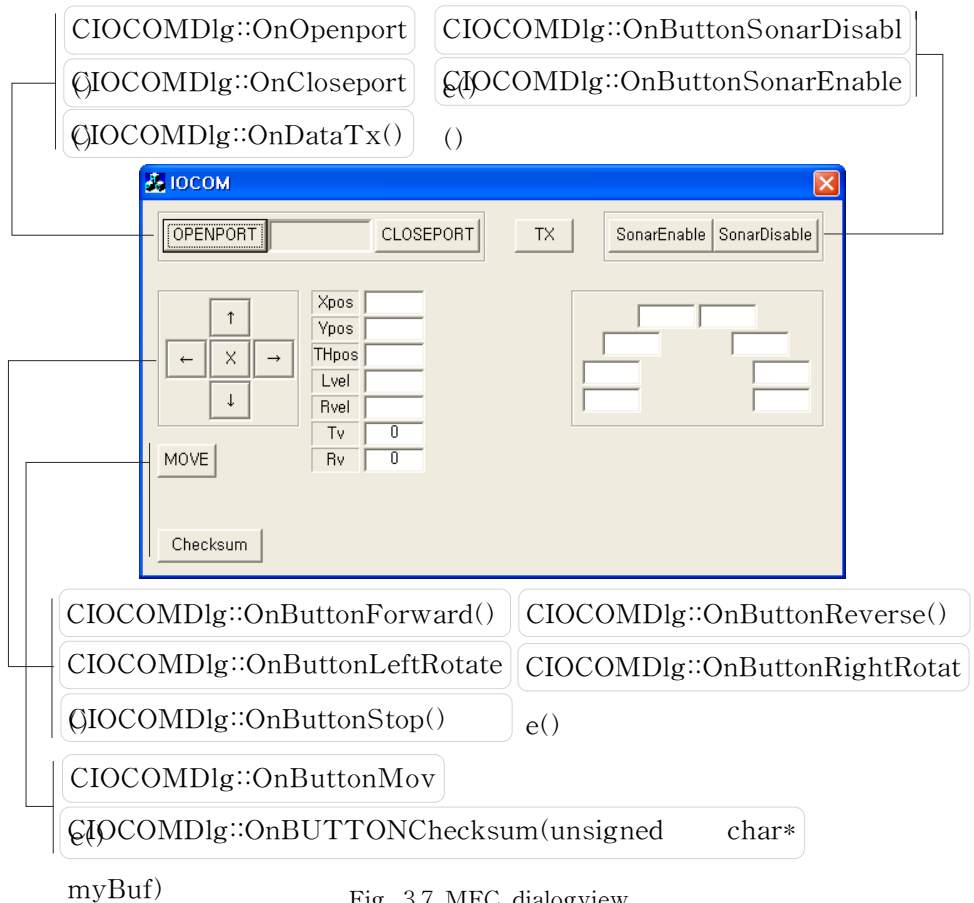 CIOCOMDlg::OnOpenport
()
CIOCOMDlg::OnCloseport
()
CIOCOMDlg::OnDataTx()
CIOCOMDlg::OnButtonSonarDisabl
e()
CIOCOMDlg::OnButtonSonarEnable
()
IOCOM
OPENPORT
CLOSEPORT
TX
SonarEnable
SonarDisable
↑
←
X
→
↓
Xpos
Ypos
THpos
Lvel
Rvel
Tv 0
Rv 0
MOVE
Checksum
CIOCOMDlg::OnButtonForward()
CIOCOMDlg::OnButtonReverse()
CIOCOMDlg::OnButtonLeftRotate
()
CIOCOMDlg::OnButtonRightRotat
e()
CIOCOMDlg::OnButtonStop()
CIOCOMDlg::OnButtonMov
e()
CIOCOMDlg::OnBUTTONChecksum(unsigned char*
myBuf)
Fig. 3.7 MFC dialogview